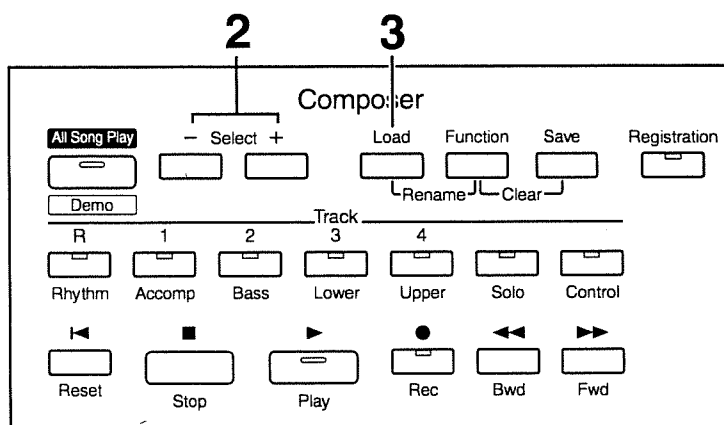 2 3
Composer
All Song Play − Select + Load Function Save Registration
Rename Clear
Demo
Track
R 1 2 3 4
Rhythm Accomp Bass Lower Upper Solo Control
Reset Stop Play Rec Bwd Fwd